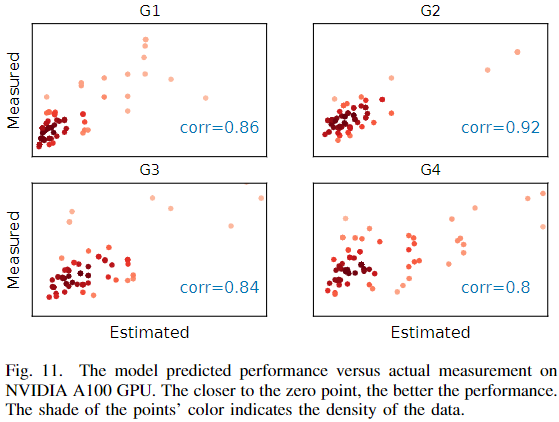 G1
G2
Measured
corr=0.86
corr=0.92
G3
G4
Measured
corr=0.84
corr=0.8
Estimated
Estimated
Fig. 11. The model predicted performance versus actual measurement on
NVIDIA A100 GPU. The closer to the zero point, the better the performance.
The shade of the points' color indicates the density of the data.